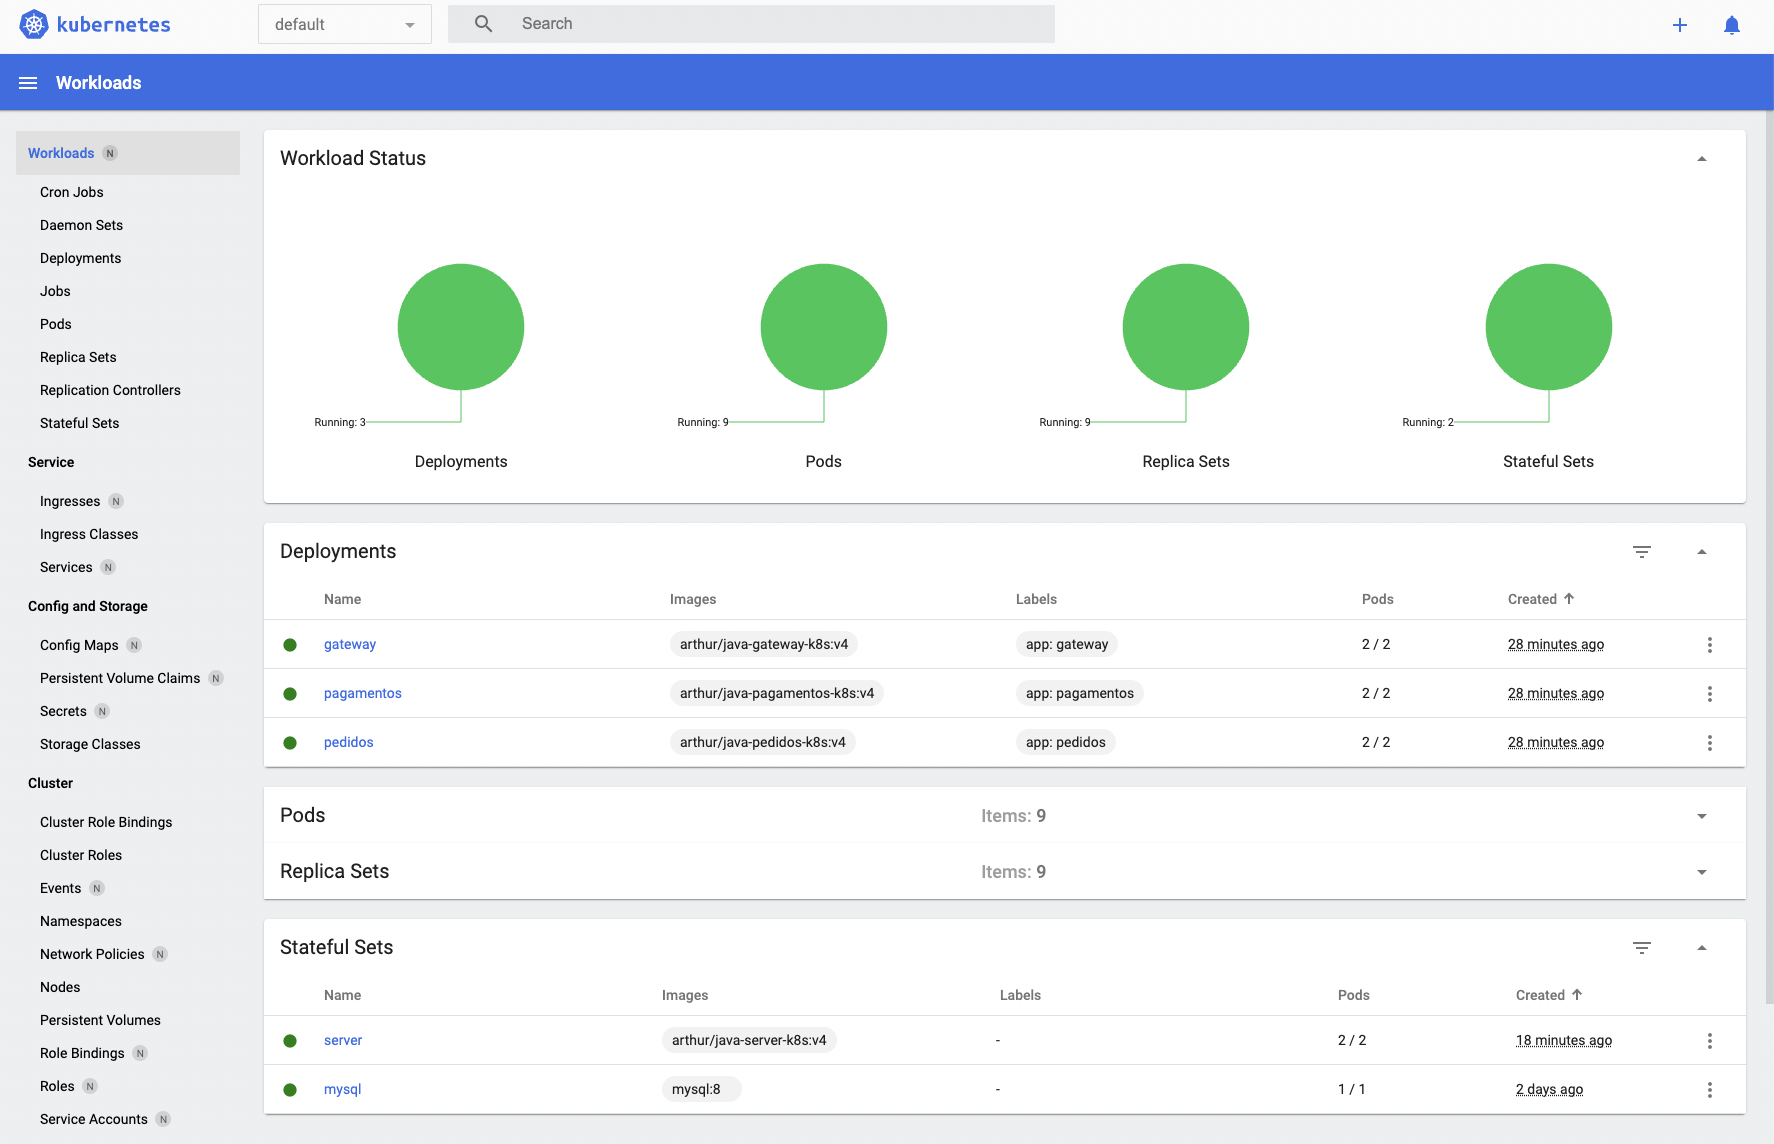 kubernetes
default
Search
Workloads
Workloads N
Cron Jobs
Daemon Sets
Deployments
Jobs
Pods
Replica Sets
Replication Controllers
Stateful Sets
Service
Ingresses N
Ingress Classes
Services N
Config and Storage
Config Maps N
Persistent Volume Claims N
Secrets N
Storage Classes
Cluster
Cluster Role Bindings
Cluster Roles
Events N
Namespaces
Network Policies N
Nodes
Persistent Volumes
Role Bindings N
Roles N
Service Accounts N
Workload Status
Running: 3
Running: 9
Running: 9
Running: 2
Deployments
Pods
Replica Sets
Stateful Sets
Deployments
Name Images Labels Pods Created
gateway arthur/java-gateway-k8s:v4 app: gateway 2 / 2 28 minutes ago
pagamentos arthur/java-pagamentos-k8s:v4 app: pagamentos 2 / 2 28 minutes ago
pedidos arthur/java-pedidos-k8s:v4 app: pedidos 2 / 2 28 minutes ago
Pods Items: 9
Replica Sets Items: 9
Stateful Sets
Name Images Labels Pods Created
server arthur/java-server-k8s:v4 - 2 / 2 18 minutes ago
mysql mysql:8 - 1 / 1 2 days ago